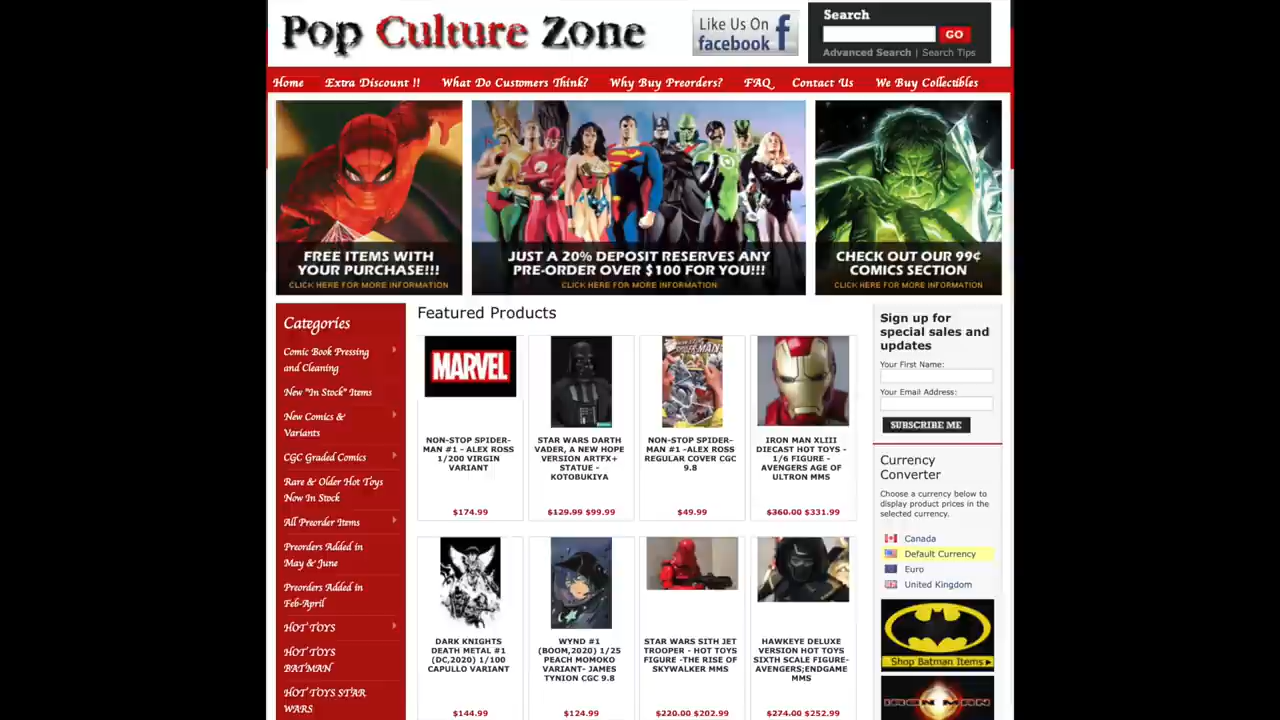 Pop Culture Zone
Like Us On
facebook
Search
GO
Advanced Search | Search Tips
Home
Extra Discount !!
What Do Customers Think?
Why Buy Preorders?
FAQ
Contact Us
We Buy Collectibles
FREE ITEMS WITH
YOUR PURCHASE!!!
CLICK HERE FOR MORE INFORMATION
JUST A 20% DEPOSIT RESERVES ANY
PRE-ORDER OVER $100 FOR YOU!!!
CLICK HERE FOR MORE INFORMATION
CHECK OUT OUR 99¢
COMICS SECTION
CLICK HERE FOR MORE INFORMATION
Categories
Comic Book Pressing
and Cleaning
New "In Stock" Items
New Comics &
Variants
CGC Graded Comics
Rare & Older Hot Toys
Now In Stock
All Preorder Items
Preorders Added in
May & June
Preorders Added in
Feb-April
HOT TOYS
HOT TOYS
BATMAN
HOT TOYS STAR
WARS
Featured Products
MARVEL
NON-STOP SPIDER-
MAN #1 - ALEX ROSS
1/200 VIRGIN
VARIANT
$174.99
STAR WARS DARTH
VADER, A NEW HOPE
VERSION ARTFX+
STATUE -
KOTOBUKIYA
$129.99 $99.99
NON-STOP SPIDER-
MAN #1 -ALEX ROSS
REGULAR COVER CGC
9.8
$49.99
IRON MAN XLIII
DIECAST HOT TOYS -
1/6 FIGURE -
AVENGERS AGE OF
ULTRON MMS
$360.00 $331.99
DARK KNIGHTS
DEATH METAL #1
(DC,2020) 1/100
CAPULLO VARIANT
$144.99
WYND #1
(BOOM,2020) 1/25
PEACH MOMOKO
VARIANT- JAMES
TYNION CGC 9.8
$124.99
STAR WARS SITH JET
TROOPER - HOT TOYS
FIGURE -THE RISE OF
SKYWALKER MMS
$220.00 $202.99
HAWKEYE DELUXE
VERSION HOT TOYS
SIXTH SCALE FIGURE-
AVENGERS;ENDGAME
MMS
$274.00 $252.99
Sign up for
special sales and
updates
Your First Name:
Your Email Address:
SUBSCRIBE ME
Currency
Converter
Choose a currency below to
display product prices in the
selected currency.
Canada
Default Currency
Euro
United Kingdom
Shop Batman Items
IRON MAN